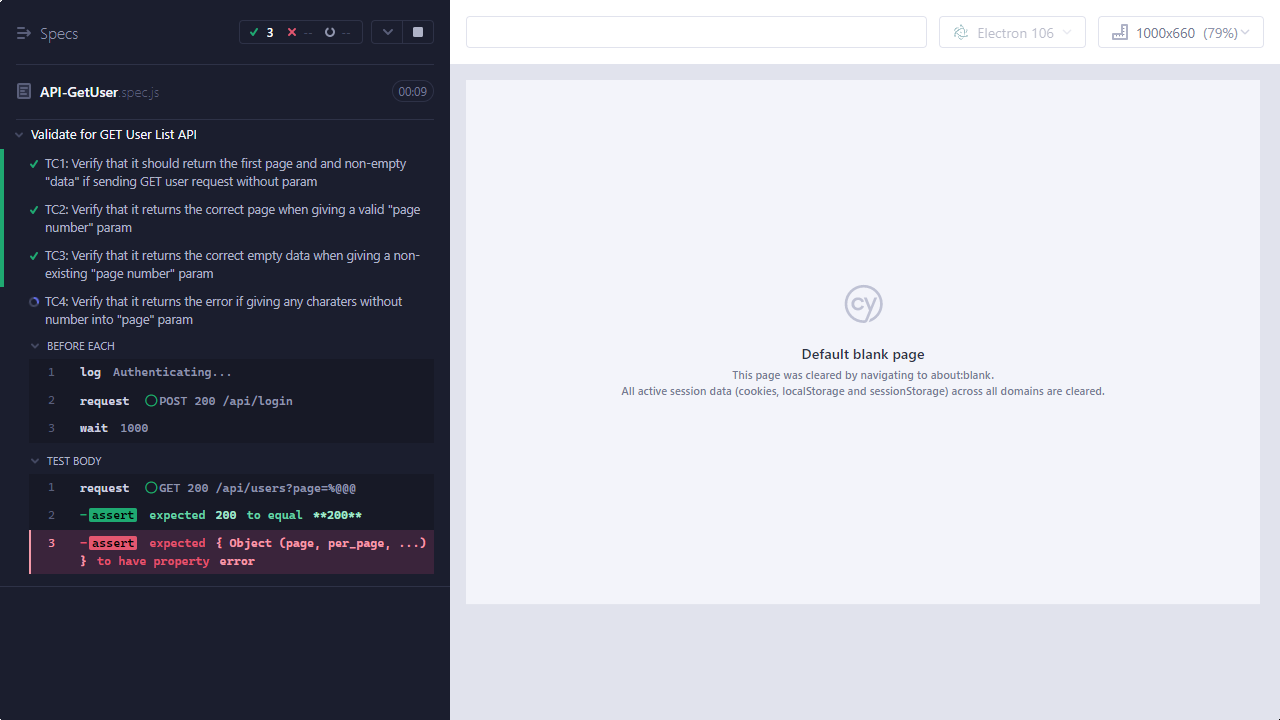 Specs
3
--
--
Electron 106
1000x660 (79%)
API-GetUser.spec.js
00:09
Validate for GET User List API
TC1: Verify that it should return the first page and and non-empty
"data" if sending GET user request without param
TC2: Verify that it returns the correct page when giving a valid "page
number" param
TC3: Verify that it returns the correct empty data when giving a non-
existing "page number" param
TC4: Verify that it returns the error if giving any charaters without
number into "page" param
BEFORE EACH
1 log Authenticating...
2 request POST 200 /api/login
3 wait 1000
TEST BODY
1 request GET 200 /api/users?page=%@@@
2 -assert expected 200 to equal **200**
3 -assert expected { Object (page, per_page, ...)
} to have property error
cy
Default blank page
This page was cleared by navigating to about:blank.
All active session data (cookies, localStorage and sessionStorage) across all domains are cleared.